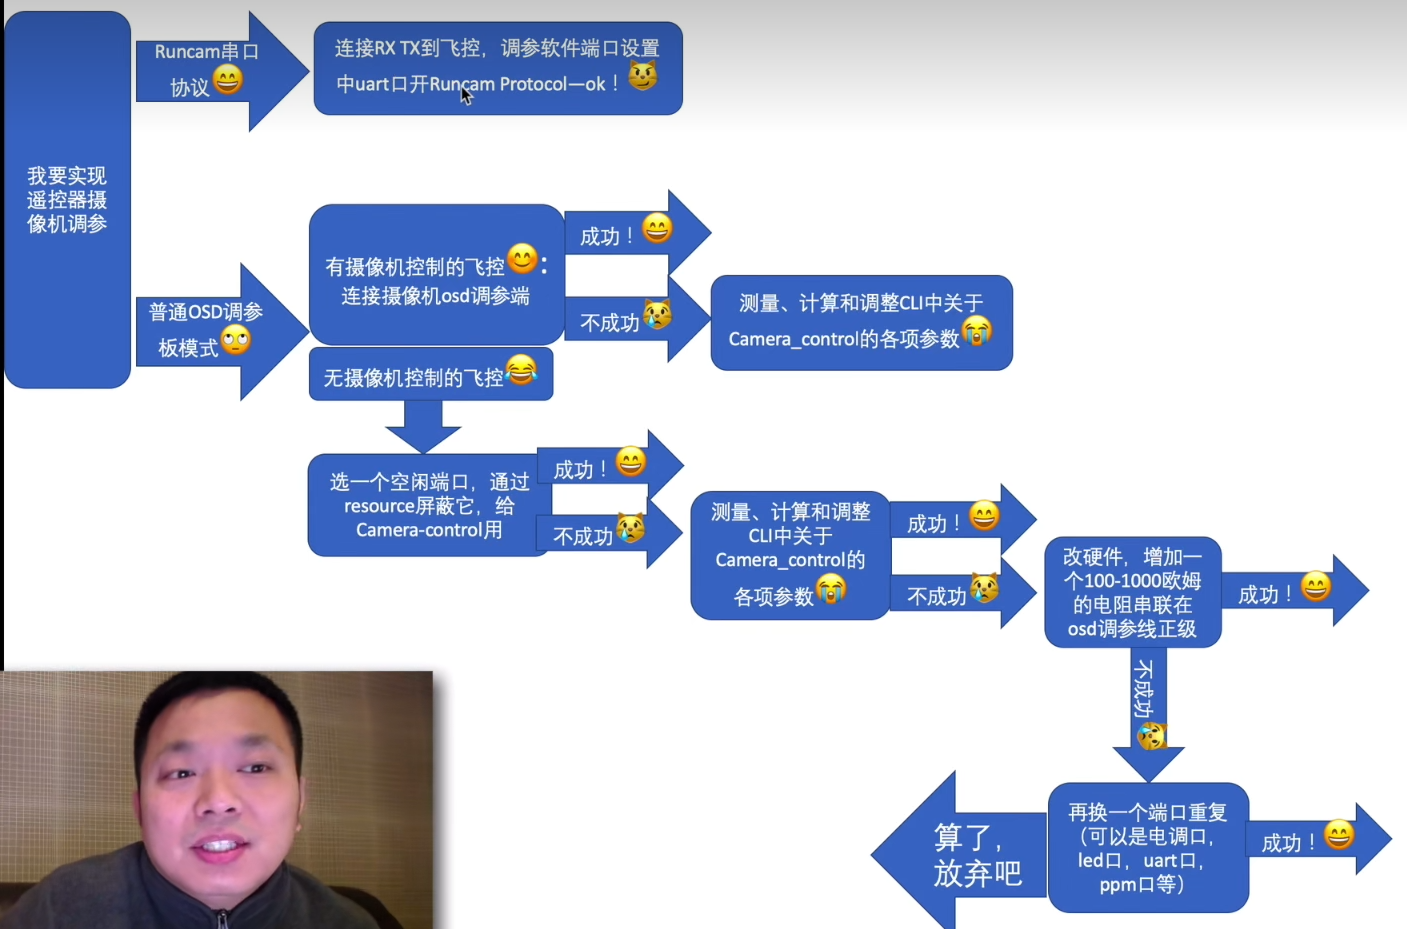 我要实现
遥控器摄
像机调参
Runcam串口
协议
连接RX TX到飞控，调参软件端口设置
中uart口开Runcam Protocol—ok！
普通OSD调参
板模式
有摄像机控制的飞控：
连接摄像机osd调参端
成功！
不成功
测量、计算和调整CLI中关于
Camera_control的各项参数
无摄像机控制的飞控
选一个空闲端口，通过
resource屏蔽它，给
Camera-control用
成功！
不成功
测量、计算和调整
CLI中关于
Camera_control的
各项参数
成功！
不成功
改硬件，增加一
个100-1000欧姆
的电阻串联在
osd调参线正级
成功！
不成功
再换一个端口重复
（可以是电调口，
led口，uart口，
ppm口等）
成功！
算了，
放弃吧